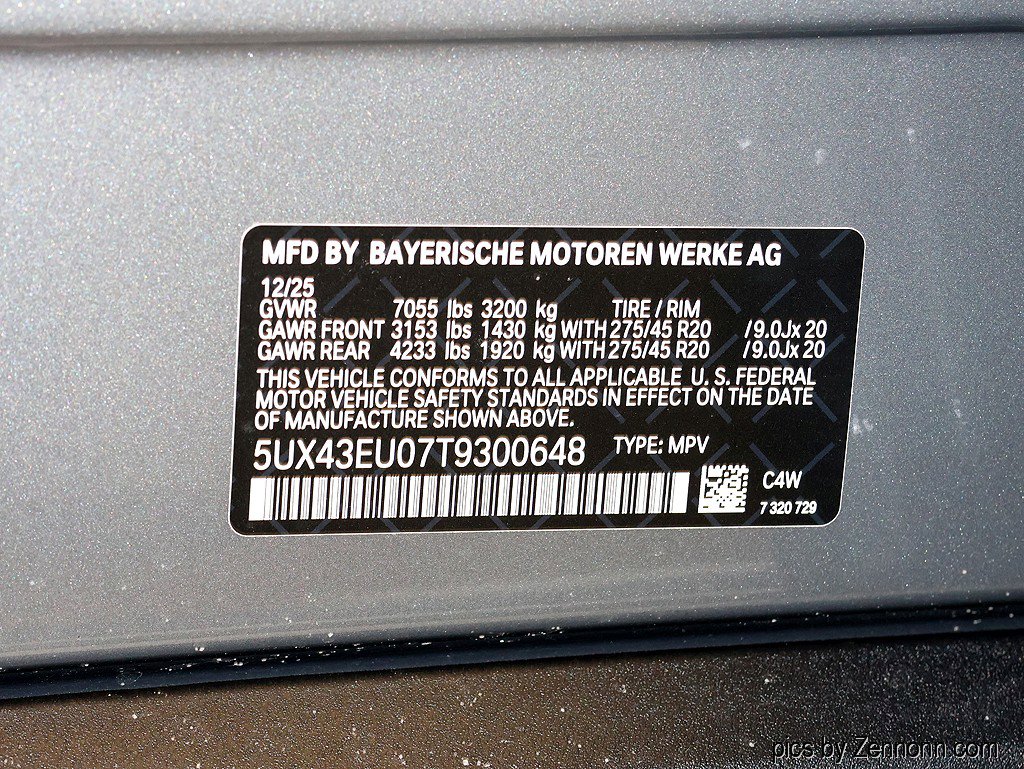 MFD BY BAYERISCHE MOTOREN WERKE AG
12/25
GVWR 7055 lbs 3200 kg TIRE / RIM
GAWR FRONT 3153 lbs 1430 kg WITH 275/45 R20 /9.0Jx 20
GAWR REAR 4233 lbs 1920 kg WITH 275/45 R20 /9.0Jx 20
THIS VEHICLE CONFORMS TO ALL APPLICABLE U. S. FEDERAL
MOTOR VEHICLE SAFETY STANDARDS IN EFFECT ON THE DATE
OF MANUFACTURE SHOWN ABOVE.
5UX43EU07T9300648 TYPE: MPV
C4W
7 320 729
pics by Zennorin.com